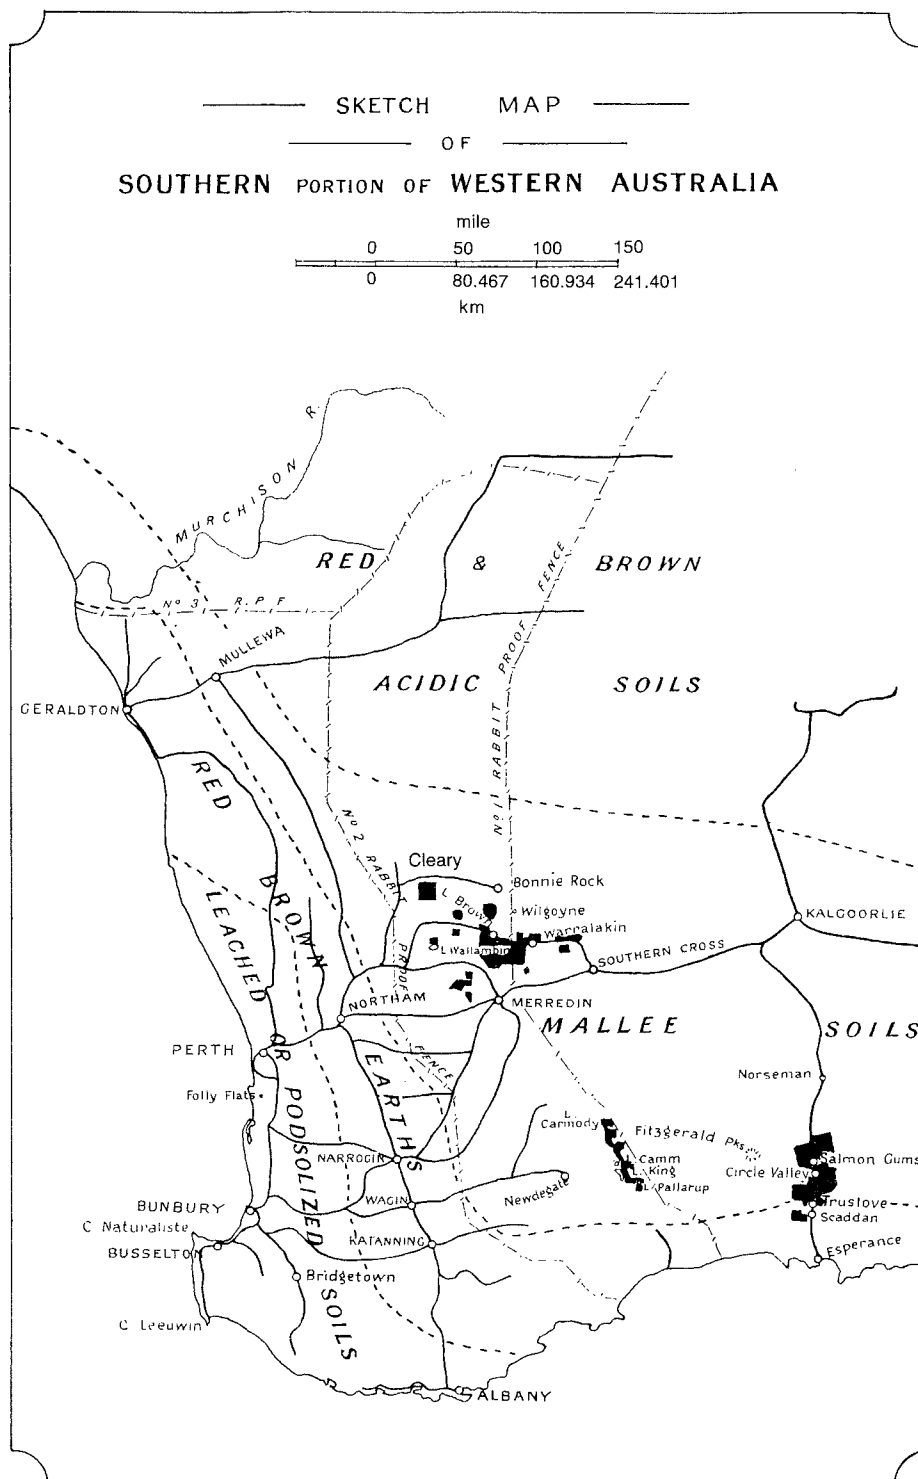 SKETCH MAP
OF
SOUTHERN PORTION OF WESTERN AUSTRALIA
mile
0 50 100 150
0 80.467 160.934 241.401
km
MURCHISON R.
RED & BROWN
ACIDIC SOILS
Nº 3 R.P.F
MULLEWA
GERALDTON
Nº 1 RABBIT PROOF FENCE
Nº 2 RABBIT PROOF FENCE
RED BROWN EARTHS
LEACHED OR PODSOLIZED SOILS
Cleary
Bonnie Rock
L Brown
Wilgoyne
Warralakin
L Wallambin
KALGOORLIE
SOUTHERN CROSS
NORTHAM
MERREDIN
MALLEE SOILS
PERTH
Norseman
Folly Flats
L.
Carmody
Fitzgerald Pks
NARROGIN
Camm
L. King
L. Pallarup
Salmon Gums
Circle Valley
WAGIN
Newdegate
Truslove
Scaddan
BUNBURY
C Naturaliste
BUSSELTON
KATANNING
Esperance
Bridgetown
C Leeuwin
ALBANY